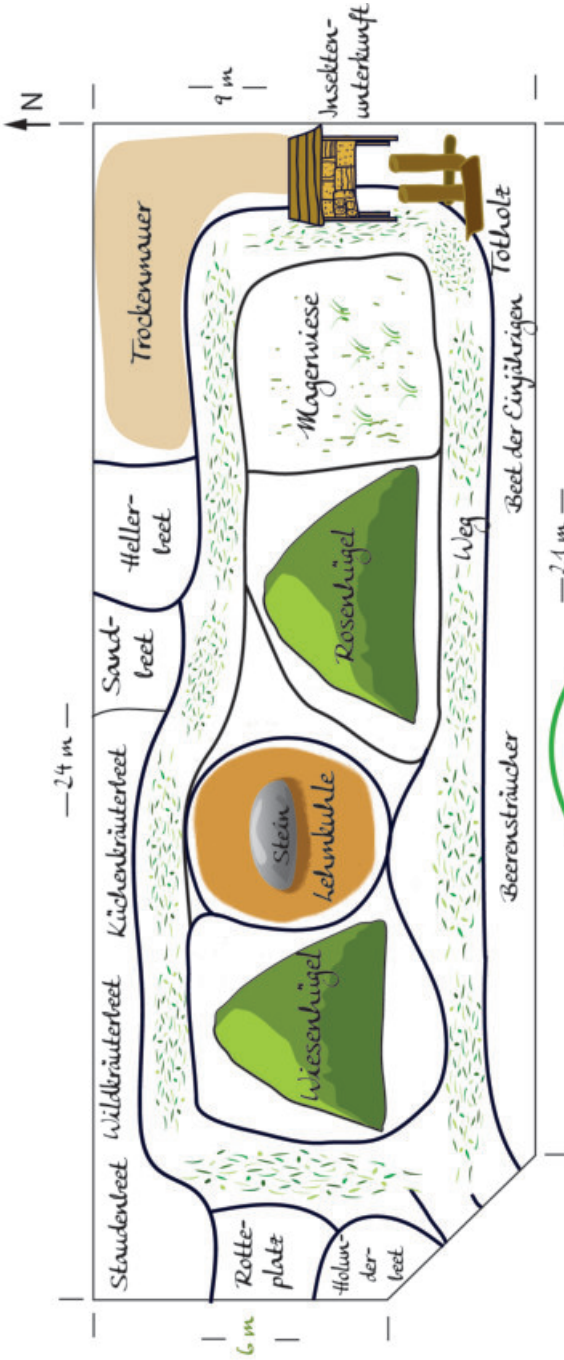 N
24 m
Staudenbeet
Wildkräuterbeet
Küchenkräuterbeet
Sand-
beet
Heller-
beet
Trockenmauer
9 m
Insekten-
unterkunft
6 m
Rotte-
platz
Holun-
der-
beet
Wiesenhügel
Stein
Lehmkuhle
Rosenhügel
Magerwiese
Totholz
Weg
Beerensträucher
Beet der Einjährigen
21 m